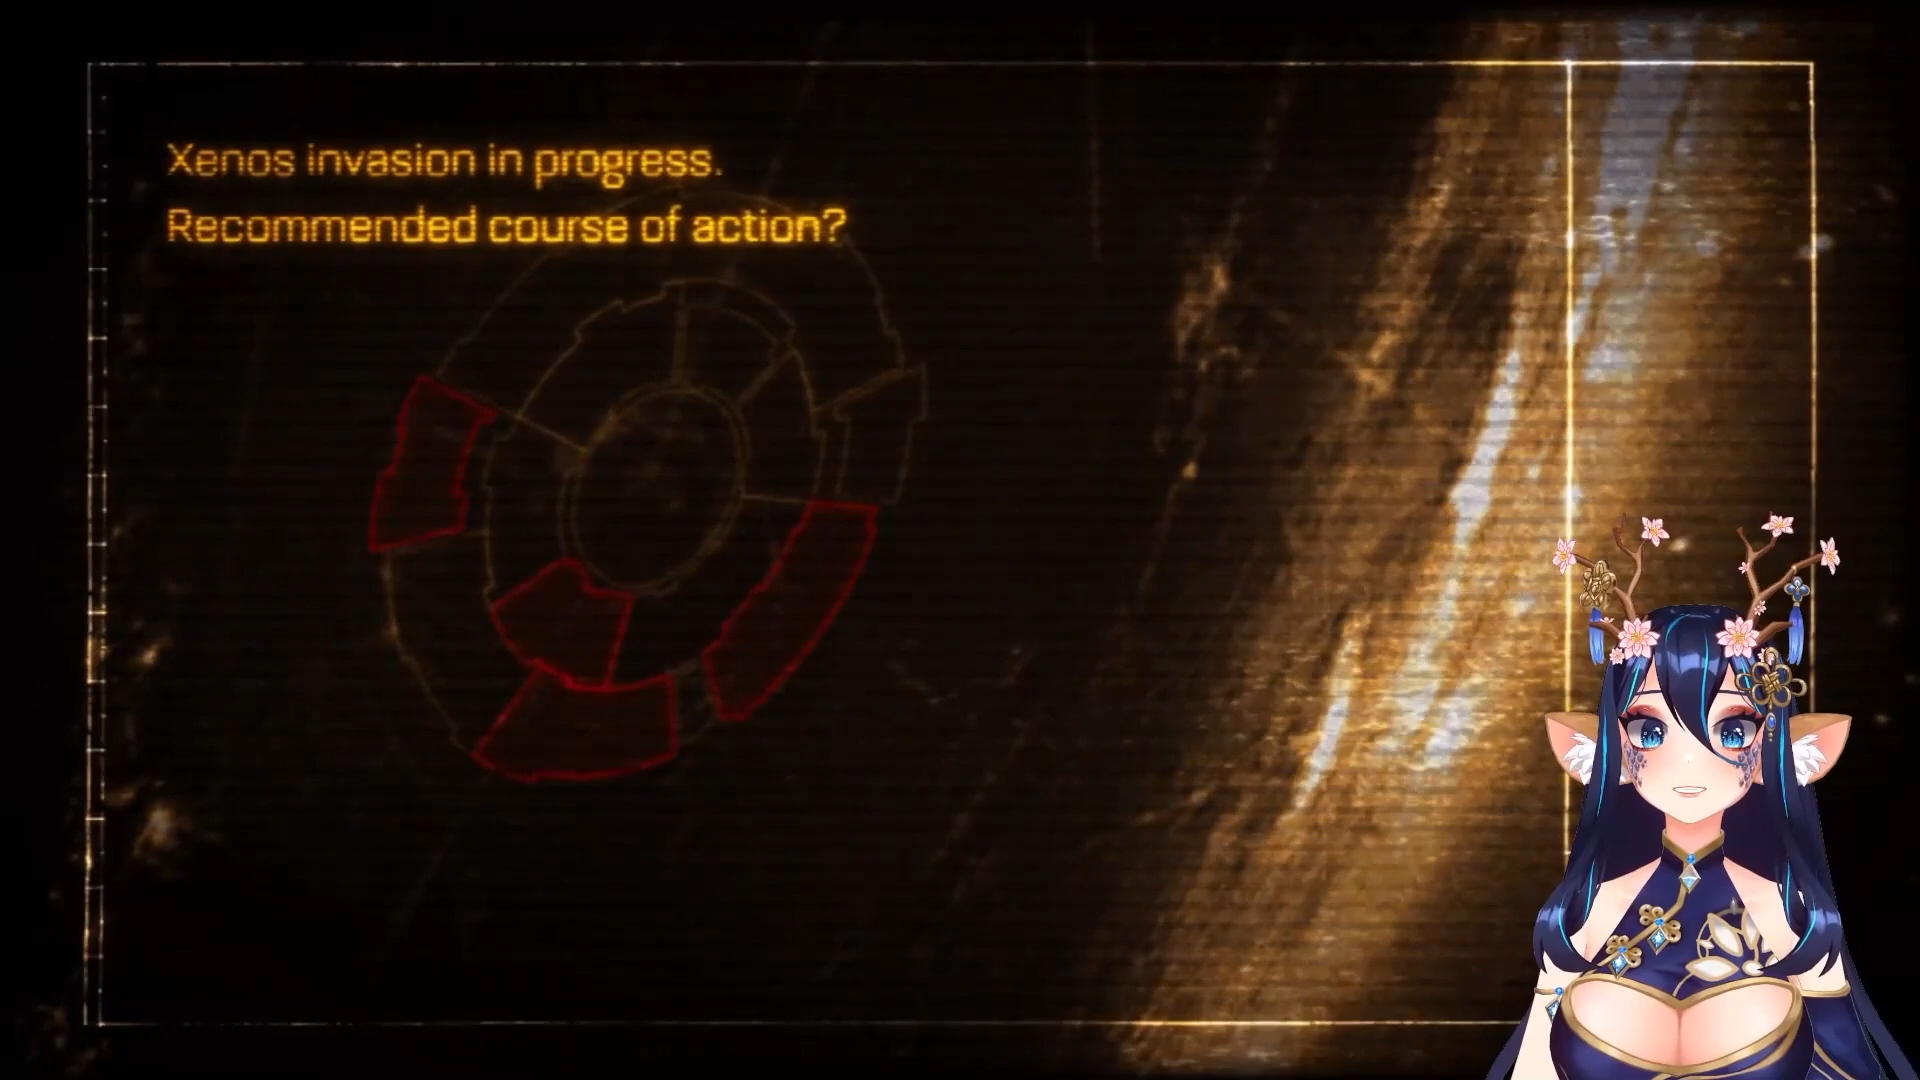 Xenos invasion in progress.
Recommended course of action?